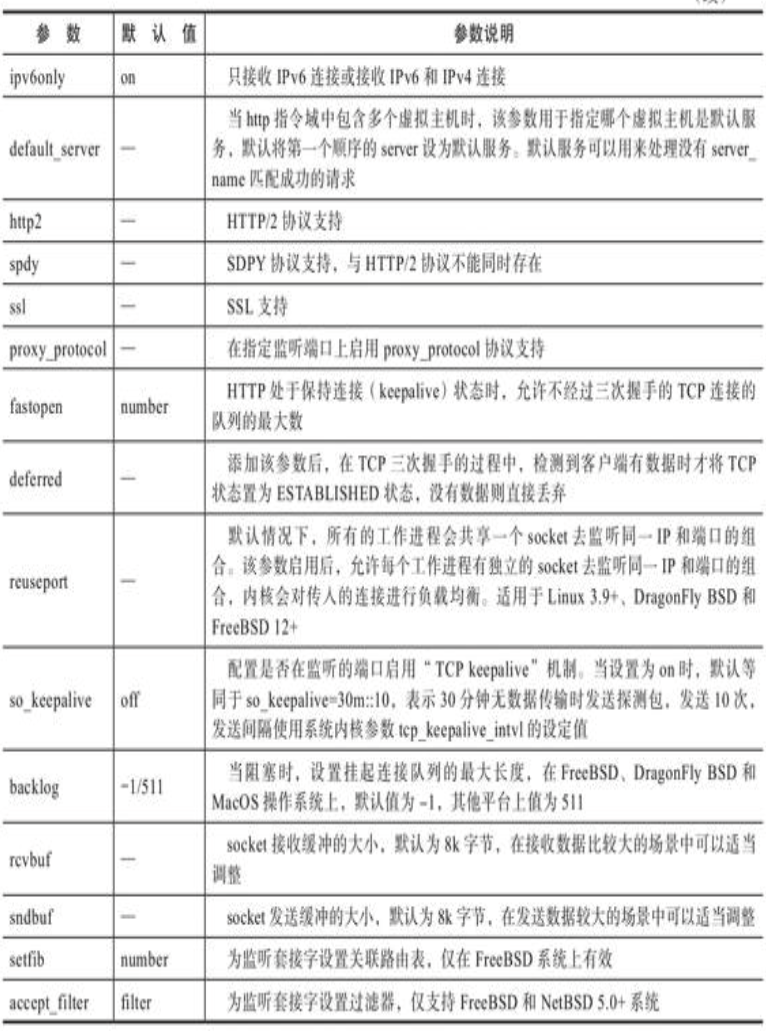 参 数 默 认 值 参数说明
ipv6only on 只接收 IPv6 连接或接收 IPv6 和 IPv4 连接
当 http 指令域中包含多个虚拟主机时，该参数用于指定哪个虚拟主机是默认服
default_server — 务，默认将第一个顺序的 server 设为默认服务。默认服务可以用来处理没有 server_
name 匹配成功的请求
http2 — HTTP/2 协议支持
spdy — SDPY 协议支持，与 HTTP/2 协议不能同时存在
ssl — SSL 支持
proxy_protocol — 在指定监听端口上启用 proxy_protocol 协议支持
fastopen number HTTP 处于保持连接（keepalive）状态时，允许不经过三次握手的 TCP 连接的
队列的最大数
deferred — 添加该参数后，在 TCP 三次握手的过程中，检测到客户端有数据时才将 TCP
状态置为 ESTABLISHED 状态，没有数据则直接丢弃
默认情况下，所有的工作进程会共享一个 socket 去监听同一 IP 和端口的组
reuseport — 合。该参数启用后，允许每个工作进程有独立的 socket 去监听同一 IP 和端口的组
合，内核会对传入的连接进行负载均衡。适用于 Linux 3.9+、DragonFly BSD 和
FreeBSD 12+
配置是否在监听的端口启用“TCP keepalive”机制。当设置为 on 时，默认等
so_keepalive off 同于 so_keepalive=30m::10，表示 30 分钟无数据传输时发送探测包，发送 10 次，
发送间隔使用系统内核参数 tcp_keepalive_intvl 的设定值
backlog -1/511 当阻塞时，设置挂起连接队列的最大长度，在 FreeBSD、DragonFly BSD 和
MacOS 操作系统上，默认值为 -1，其他平台上值为 511
rcvbuf — socket 接收缓冲的大小，默认为 8k 字节，在接收数据比较大的场景中可以适当
调整
sndbuf — socket 发送缓冲的大小，默认为 8k 字节，在发送数据较大的场景中可以适当调整
setfib number 为监听套接字设置关联路由表，仅在 FreeBSD 系统上有效
accept_filter filter 为监听套接字设置过滤器，仅支持 FreeBSD 和 NetBSD 5.0+ 系统